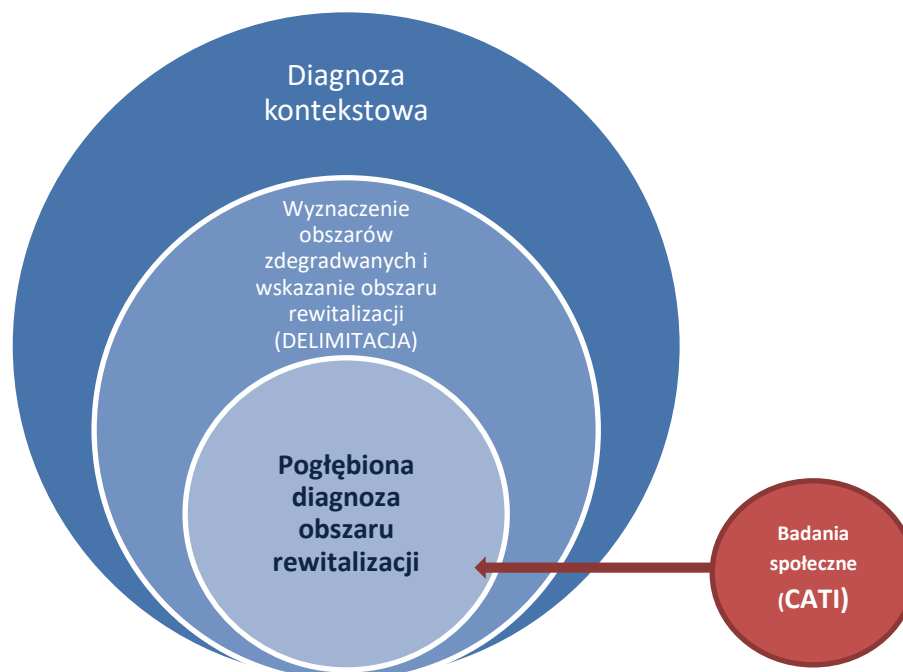 Diagnoza
kontekstowa
Wyznaczenie
obszarów
zdegradwanych i
wskazanie obszaru
rewitalizacji
(DELIMITACJA)
Pogłębiona
diagnoza
obszaru
rewitalizacji
Badania
społeczne
(CATI)